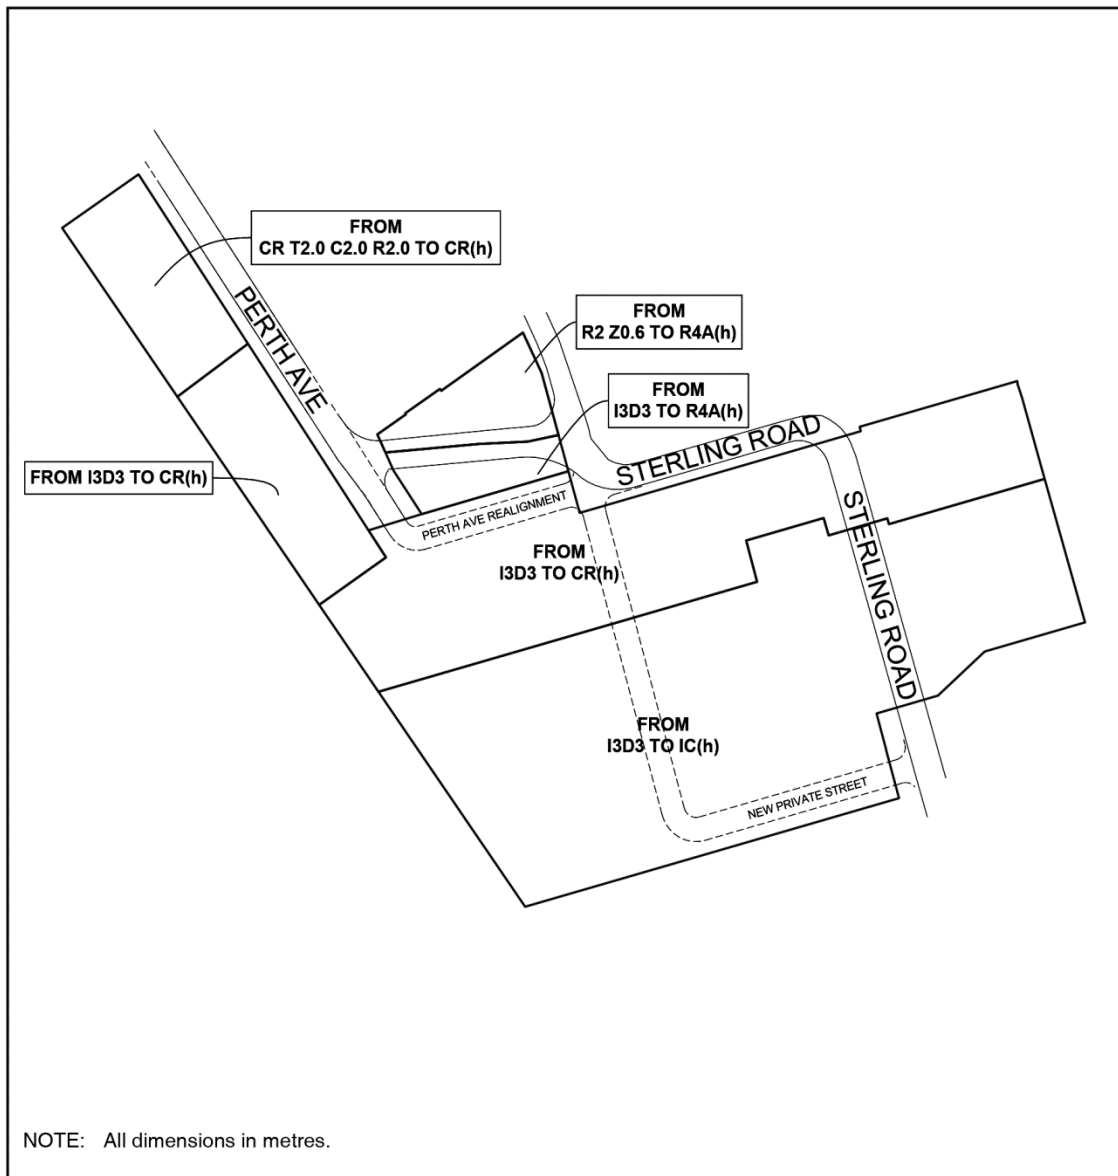 FROM
CR T2.0 C2.0 R2.0 TO CR(h)
PERTH AVE
FROM
R2 Z0.6 TO R4A(h)
FROM
I3D3 TO R4A(h)
STERLING ROAD
FROM I3D3 TO CR(h)
PERTH AVE REALIGNMENT
STERLING ROAD
FROM
I3D3 TO CR(h)
FROM
I3D3 TO IC(h)
NEW PRIVATE STREET
NOTE: All dimensions in metres.